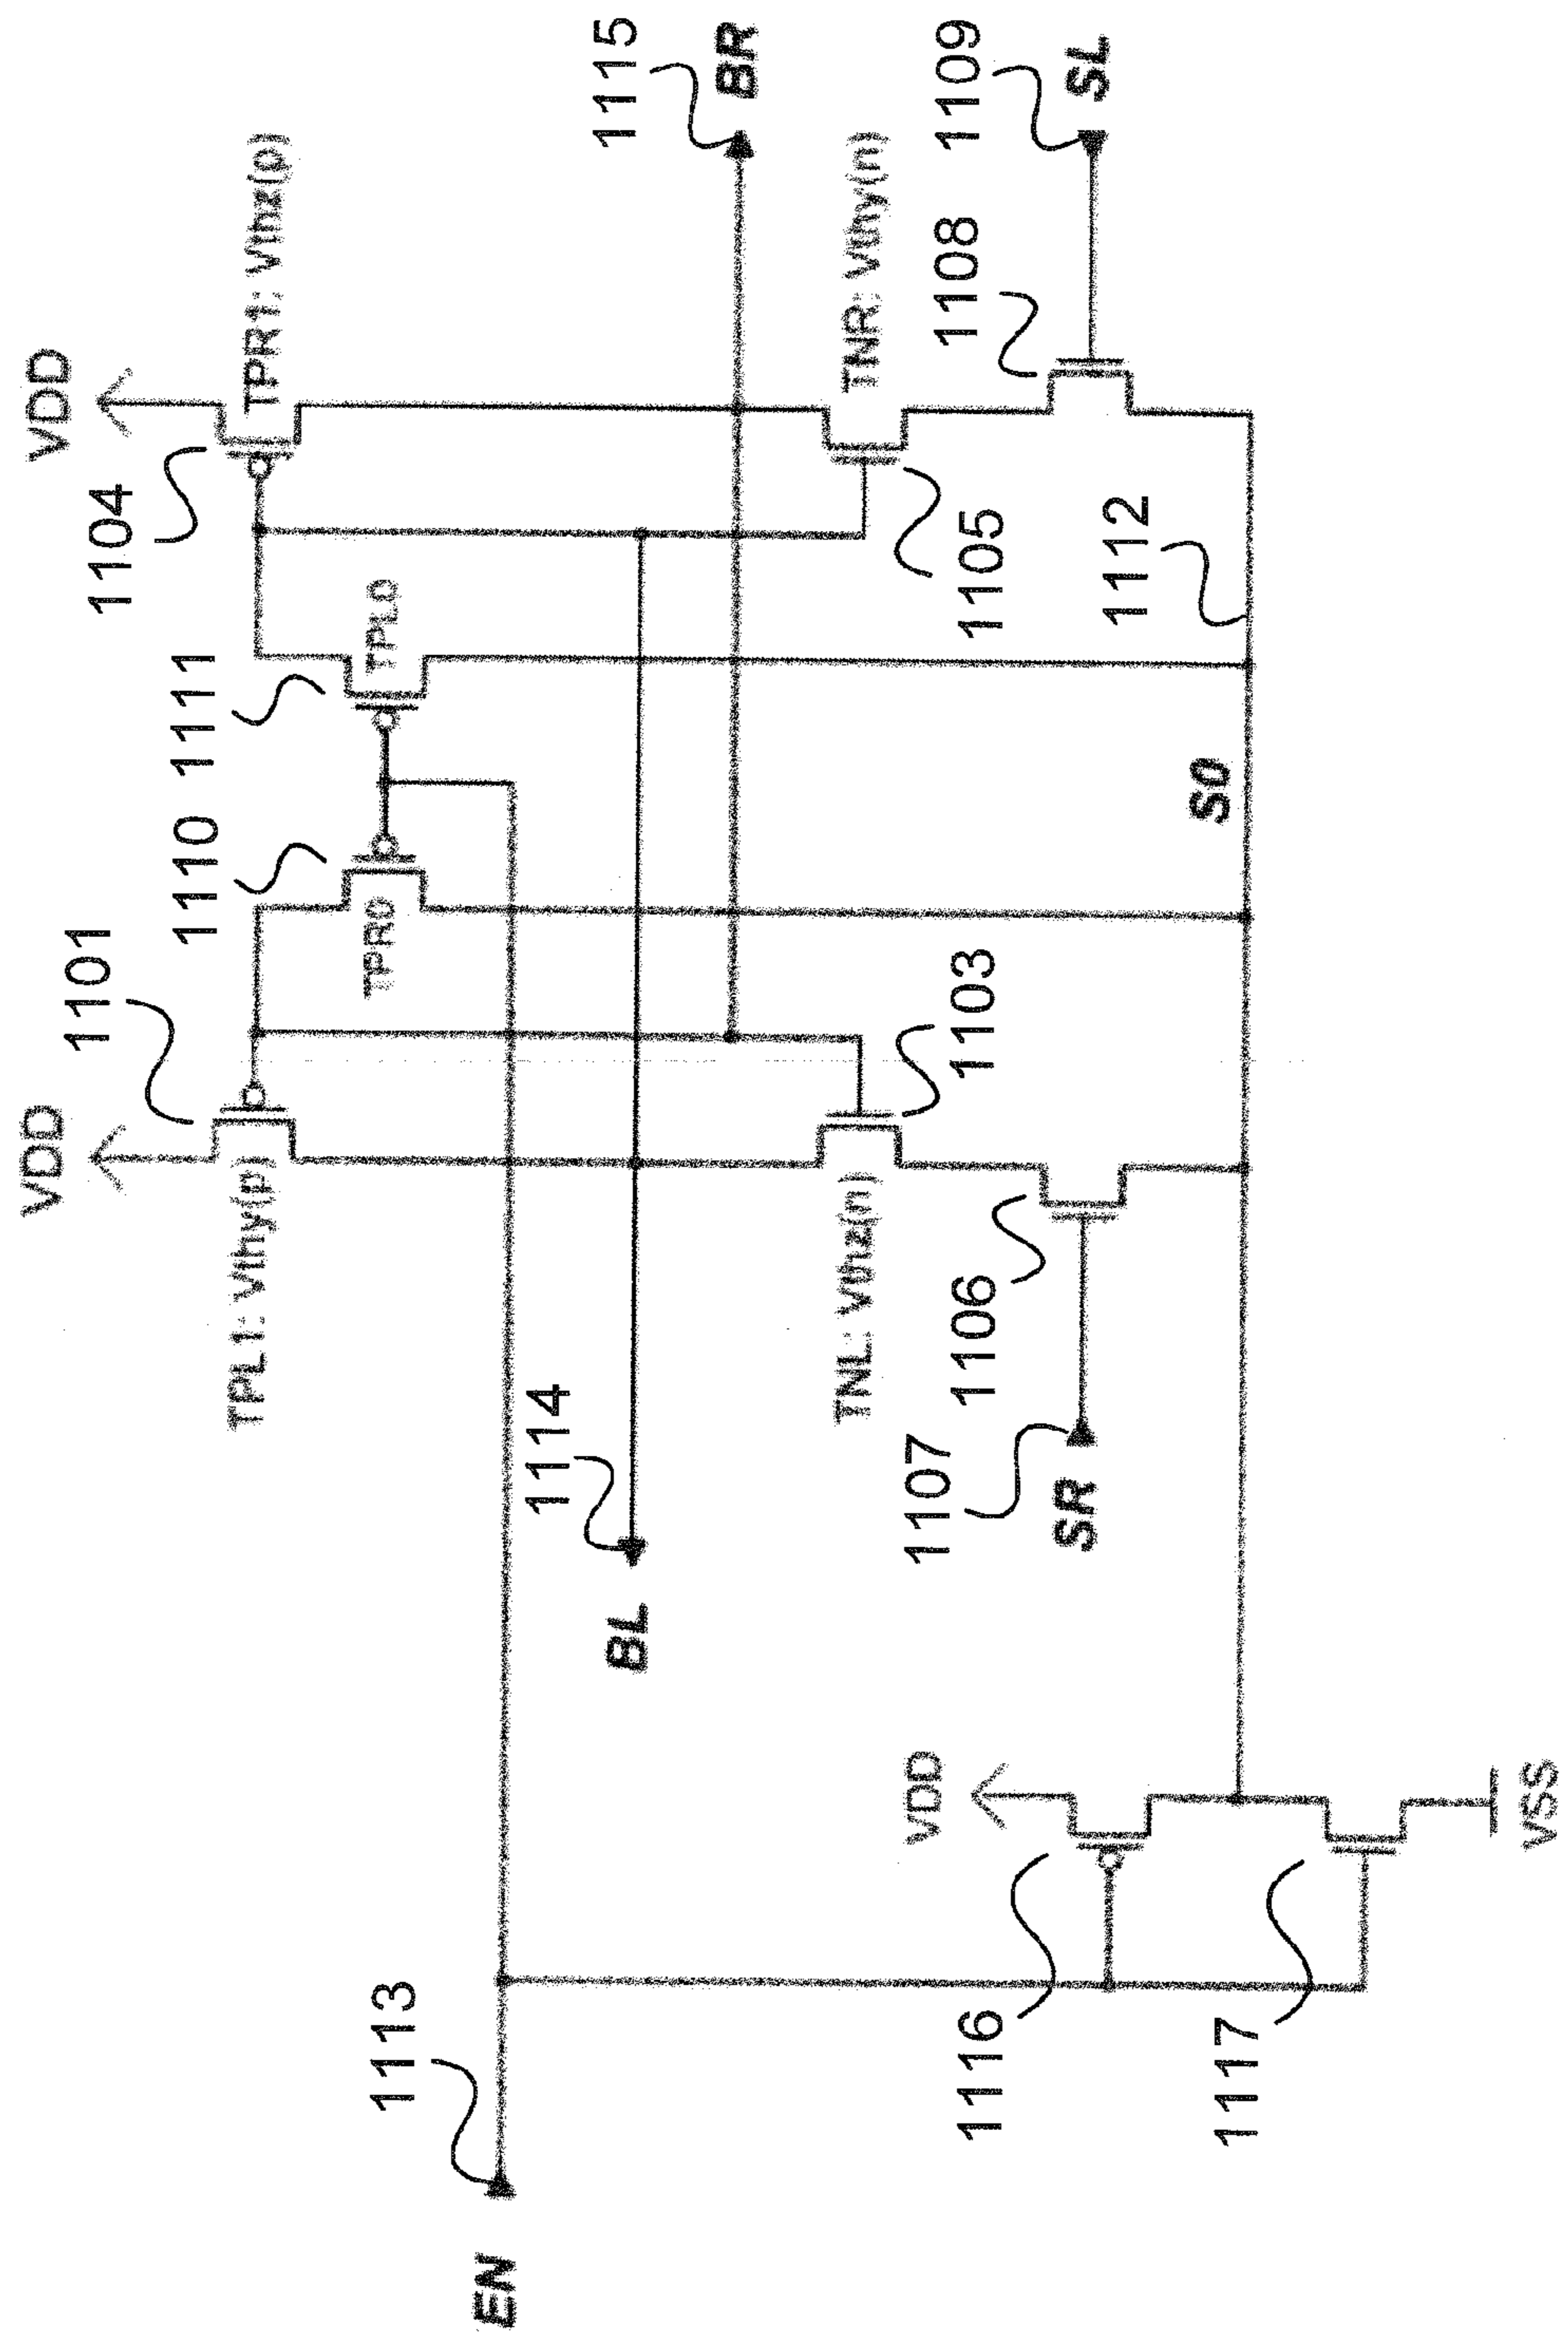 VDD
VDD
1101
1110
1111
1104
TPL1: Vthy(p)
TPR1: Vthz(p)
TPR0
TPL0
EN
1113
BL
1114
1115
BR
TNL: Vthz(n)
TNR: Vthy(n)
1103
1105
SR
1107
1106
1108
1109
SL
VDD
1116
1112
S0
1117
VSS